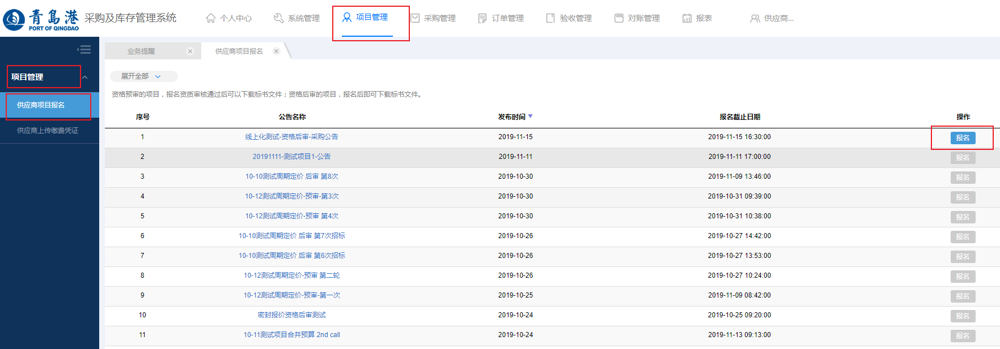 青島港
PORT OF QINGDAO
采购及库存管理系统
个人中心
系统管理
项目管理
采购管理
订单管理
验收管理
对账管理
报表
供应商...
项目管理
供应商项目报名
供应商上传缴费凭证
业务提醒
供应商项目报名
展开全部
资格预审的项目，报名资质审核通过后可以下载标书文件；资格后审的项目，报名后即可下载标书文件。
序号 公告名称 发布时间 报名截止日期 操作
1 线上化测试-资格后审-采购公告 2019-11-15 2019-11-15 16:30:00 报名
2 20191111-测试项目1-公告 2019-11-11 2019-11-11 17:00:00 报名
3 10-10测试周期定价 后审 第8次 2019-10-30 2019-11-09 13:46:00 报名
4 10-12测试周期定价-预审-第3次 2019-10-30 2019-10-31 09:39:00 报名
5 10-12测试周期定价-预审 第4次 2019-10-30 2019-10-31 10:38:00 报名
6 10-10测试周期定价 后审 第7次招标 2019-10-26 2019-10-27 14:42:00 报名
7 10-10测试周期定价 后审 第6次招标 2019-10-26 2019-10-27 13:53:00 报名
8 10-12测试周期定价-预审 第二轮 2019-10-26 2019-10-27 10:24:00 报名
9 10-12测试周期定价-预审-第一次 2019-10-25 2019-11-09 08:42:00 报名
10 密封报价资格后审测试 2019-10-24 2019-10-25 09:20:00 报名
11 10-11测试项目合并预算 2nd call 2019-10-24 2019-11-13 09:13:00 报名